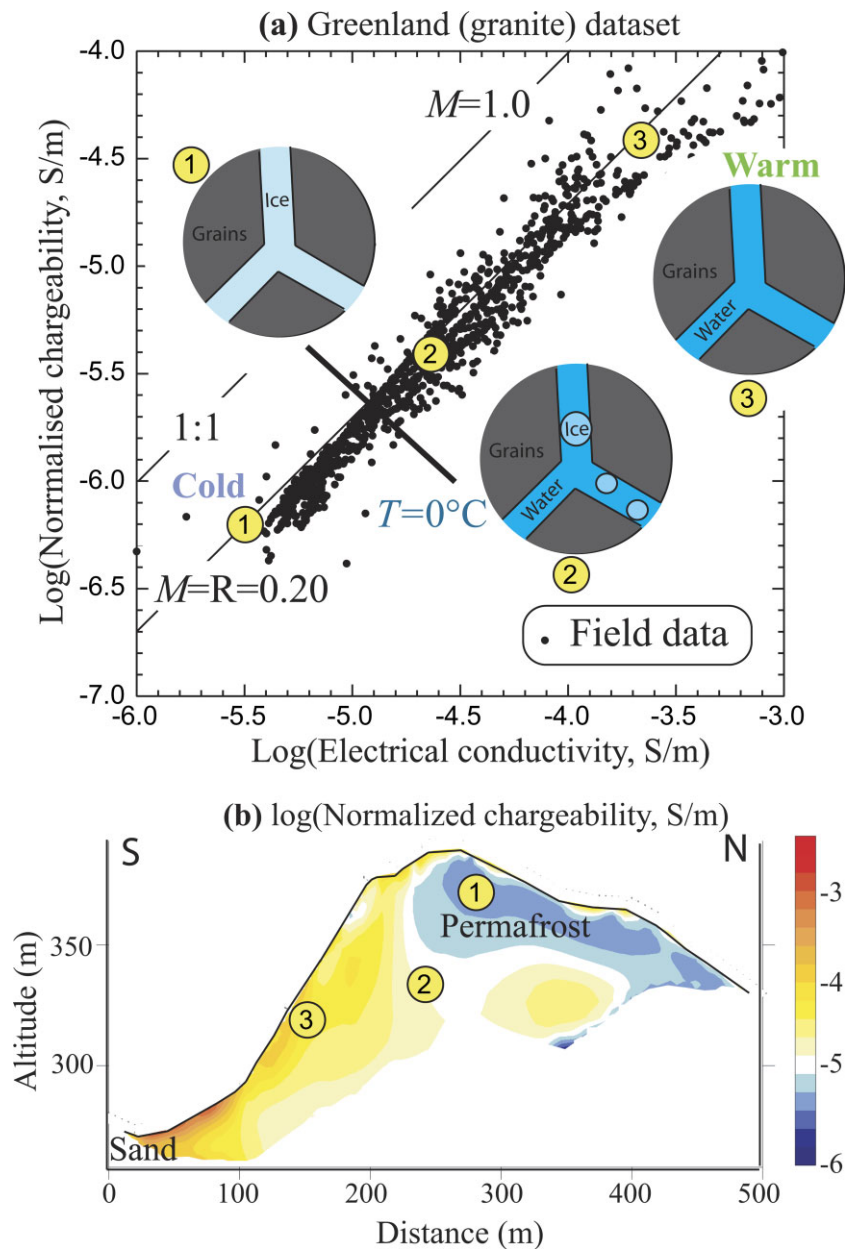 (a) Greenland (granite) dataset
-4.0
-4.5
-5.0
-5.5
-6.0
-6.5
-7.0
Log(Norrmalised chargeability, S/m)
M=1.0
1
Ice
Grains
3
Warm
Grains
Water
3
2
1:1
Cold
1
T=0°C
Ice
Grains
Water
2
M=R=0.20
Field data
-6.0 -5.5 -5.0 -4.5 -4.0 -3.5 -3.0
Log(Electrical conductivity, S/m)
(b) log(Normalized chargeability, S/m)
S
N
1
Permafrost
2
3
Sand
350
300
Altitude (m)
-3
-4
-5
-6
0 100 200 300 400 500
Distance (m)